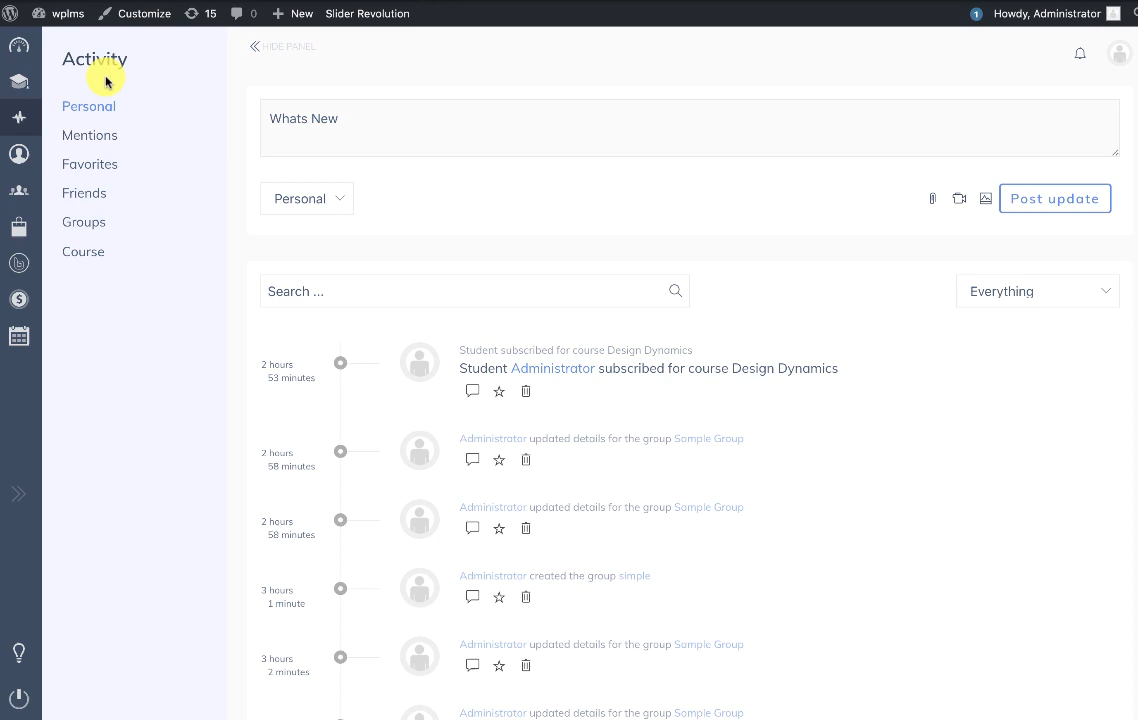 wplms Customize 15 0 New Slider Revolution 1 Howdy, Administrator
Activity
Personal
Mentions
Favorites
Friends
Groups
Course
HIDE PANEL
Whats New
Personal
Post update
Search ...
Everything
2 hours
53 minutes
Student subscribed for course Design Dynamics
Student Administrator subscribed for course Design Dynamics
2 hours
58 minutes
Administrator updated details for the group Sample Group
2 hours
58 minutes
Administrator updated details for the group Sample Group
3 hours
1 minute
Administrator created the group simple
3 hours
2 minutes
Administrator updated details for the group Sample Group
Administrator updated details for the group Sample Group